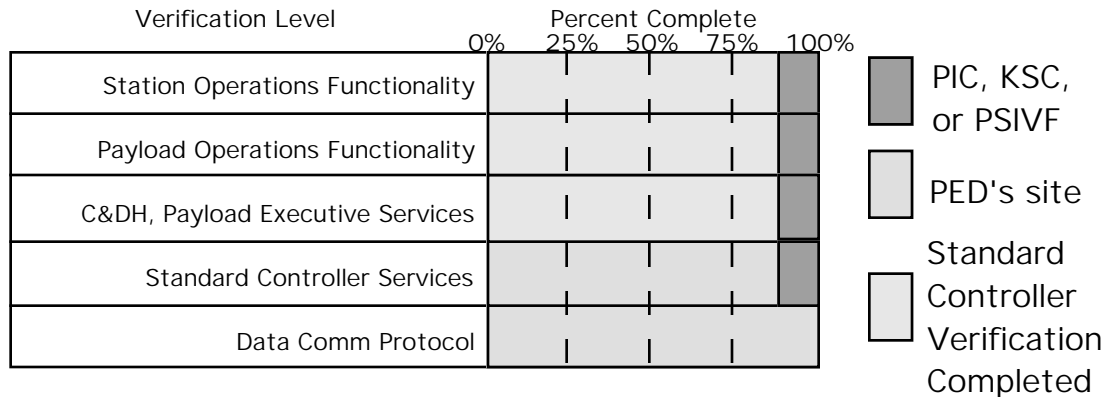 Verification Level Percent Complete
0% 25% 50% 75% 100%
Station Operations Functionality
Payload Operations Functionality
C&DH, Payload Executive Services
Standard Controller Services
Data Comm Protocol
PIC, KSC,
or PSIVF
PED's site
Standard
Controller
Verification
Completed